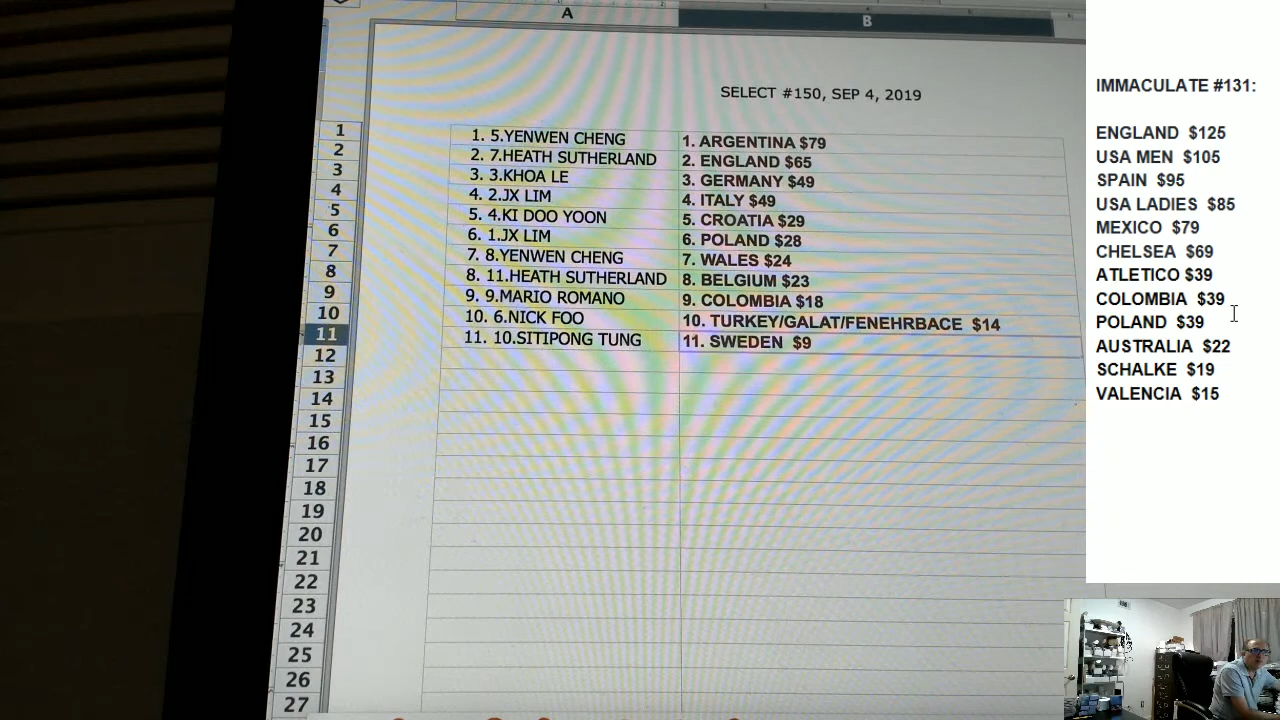 A B
SELECT #150, SEP 4, 2019
1 1. 5.YENWEN CHENG 1. ARGENTINA $79
2 2. 7.HEATH SUTHERLAND 2. ENGLAND $65
3 3. 3.KHOA LE 3. GERMANY $49
4 4. 2.JX LIM 4. ITALY $49
5 5. 4.KI DOO YOON 5. CROATIA $29
6 6. 1.JX LIM 6. POLAND $28
7 7. 8.YENWEN CHENG 7. WALES $24
8 8. 11.HEATH SUTHERLAND 8. BELGIUM $23
9 9. 9.MARIO ROMANO 9. COLOMBIA $18
10 10. 6.NICK FOO 10. TURKEY/GALAT/FENEHRBACE $14
11 11. 10.SITIPONG TUNG 11. SWEDEN $9
12
13
14
15
16
17
18
19
20
21
22
23
24
25
26
27
IMMACULATE #131:
ENGLAND $125
USA MEN $105
SPAIN $95
USA LADIES $85
MEXICO $79
CHELSEA $69
ATLETICO $39
COLOMBIA $39
POLAND $39
AUSTRALIA $22
SCHALKE $19
VALENCIA $15